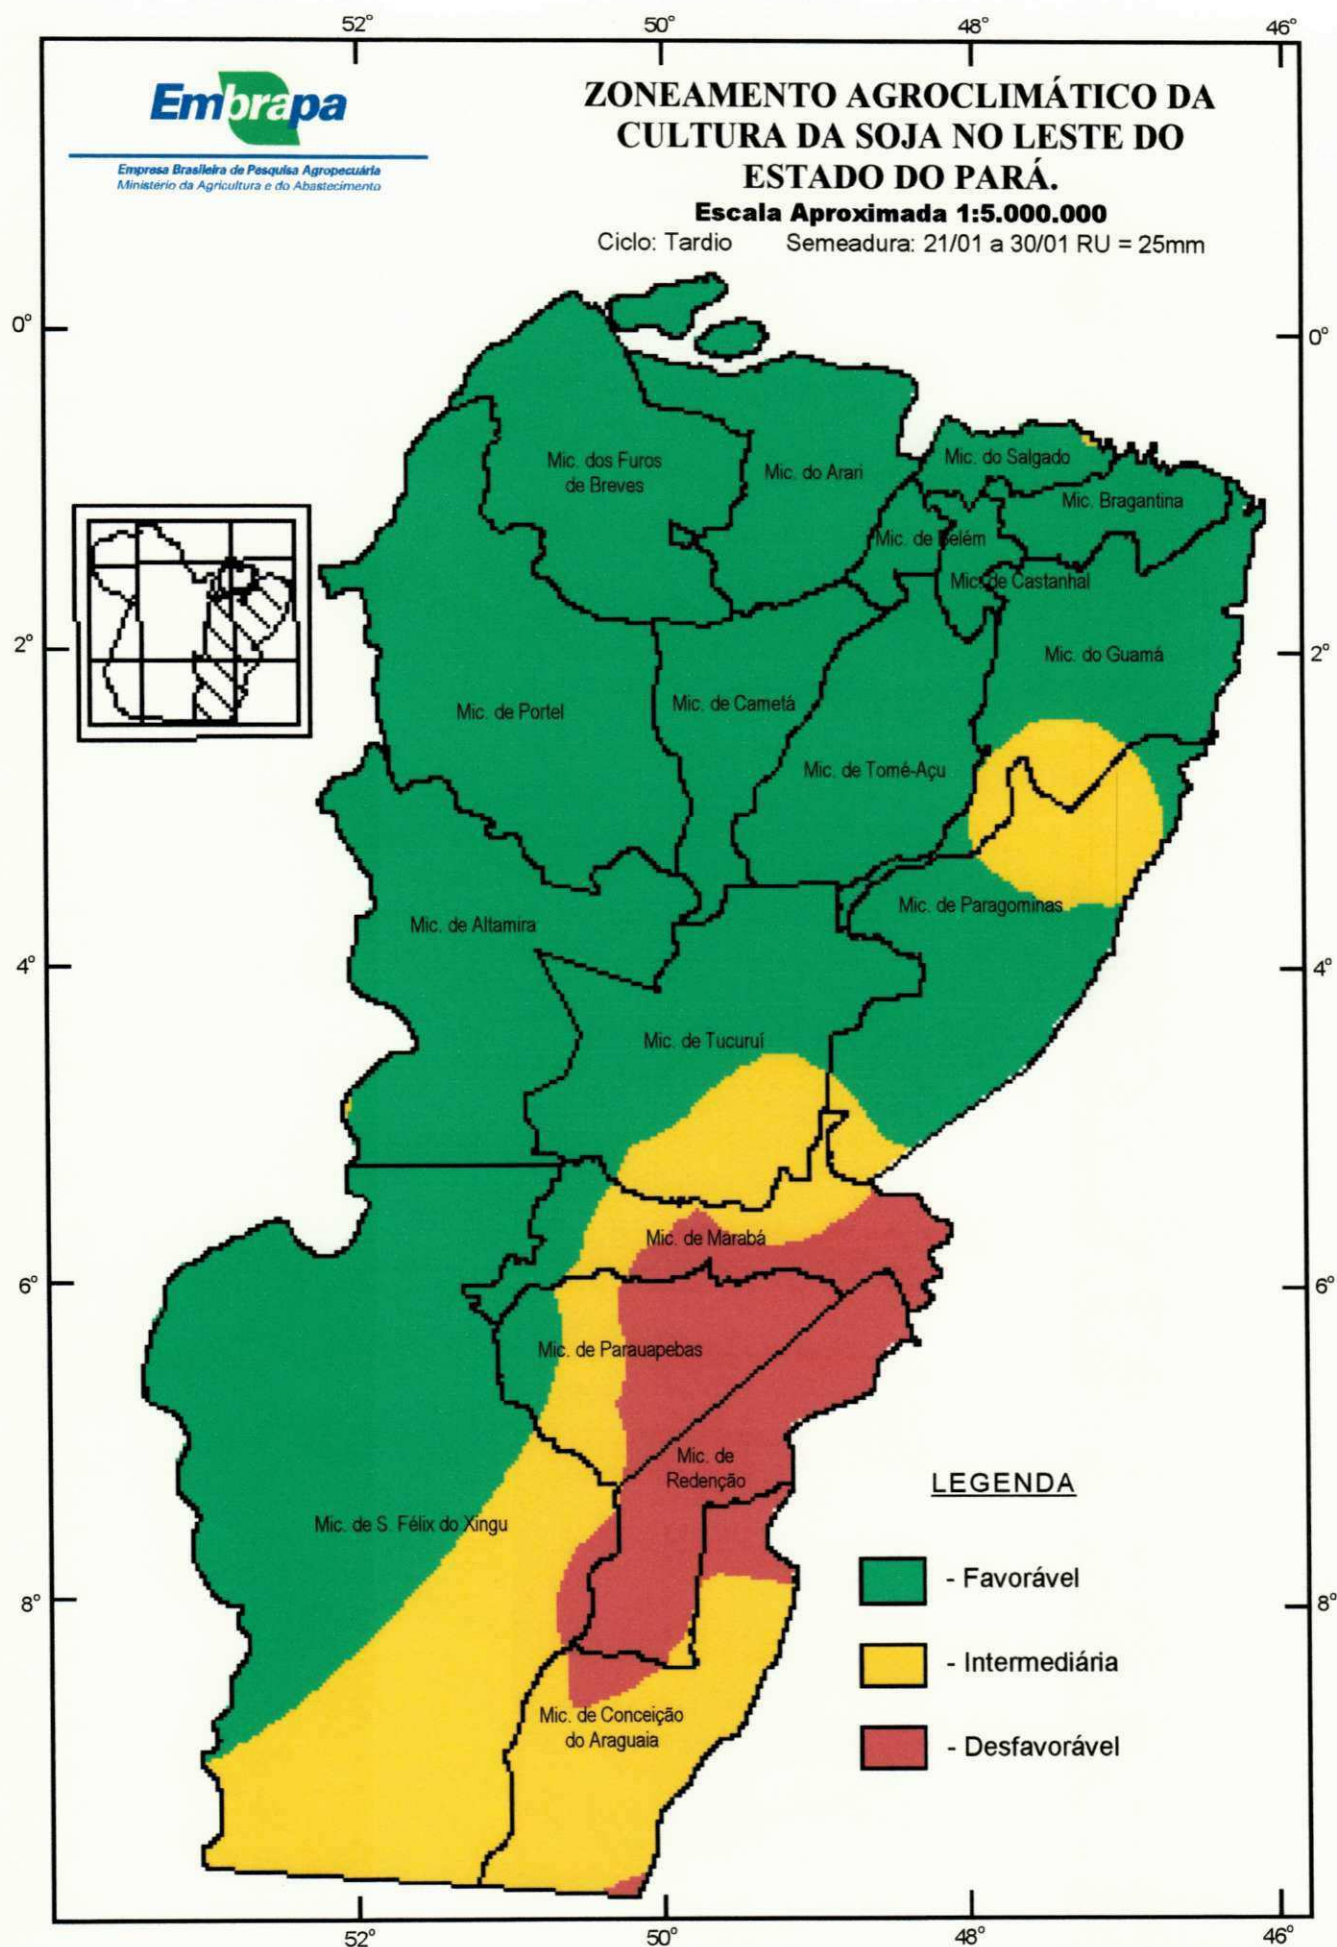 52°
50°
48°
46°
Embrapa
Empresa Brasileira de Pesquisa Agropecuária
Ministério da Agricultura e do Abastecimento
ZONEAMENTO AGROCLIMÁTICO DA
CULTURA DA SOJA NO LESTE DO
ESTADO DO PARÁ.
Escala Aproximada 1:5.000.000
Ciclo: Tardio Semeadura: 21/01 a 30/01 RU = 25mm
0°
0°
Mic. dos Furos
de Breves
Mic. do Arari
Mic. do Salgado
Mic. Bragantina
Mic. de Belém
Mic. de Castanhal
2°
2°
Mic. do Guamá
Mic. de Portel
Mic. de Cametá
Mic. de Tomé-Açu
Mic. de Paragominas
Mic. de Altamira
4°
4°
Mic. de Tucuruí
Mic. de Marabá
6°
6°
Mic. de Parauapebas
Mic. de
Redenção
Mic. de S. Félix do Xingu
LEGENDA
- Favorável
8°
8°
- Intermediária
Mic. de Conceição
do Araguaia
- Desfavorável
52°
50°
48°
46°